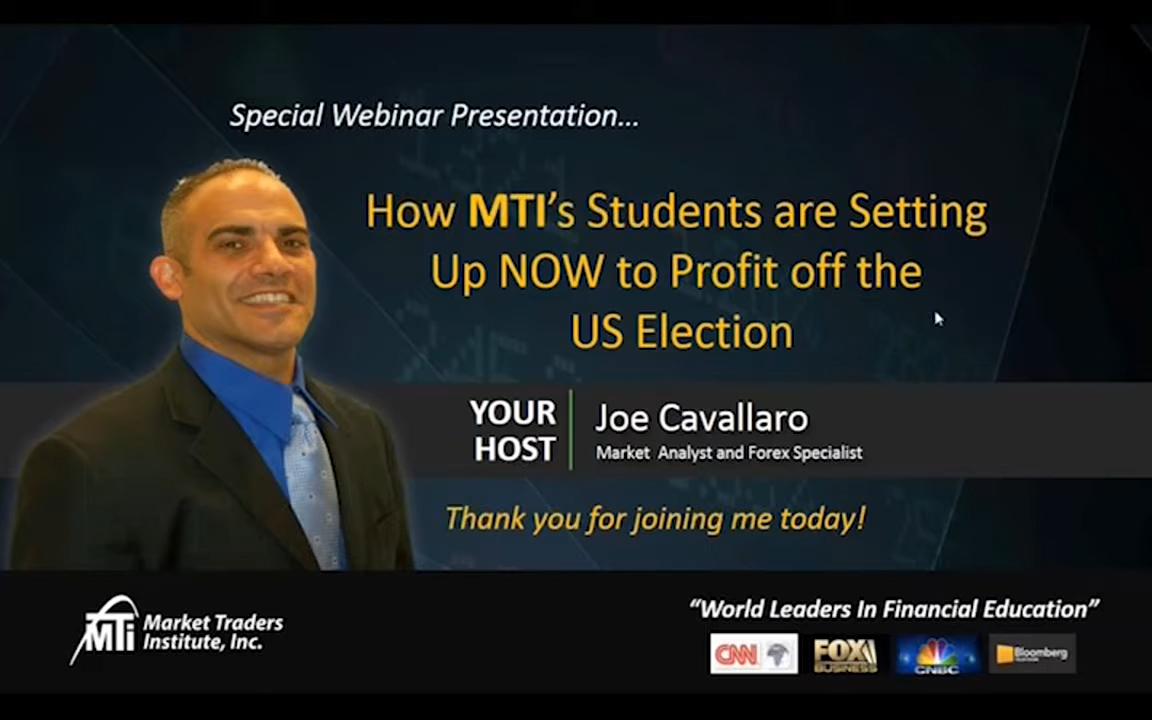 Special Webinar Presentation...
How MTI's Students are Setting
Up NOW to Profit off the
US Election
YOUR
HOST
Joe Cavallaro
Market Analyst and Forex Specialist
Thank you for joining me today!
MTi
Market Traders
Institute, Inc.
“World Leaders In Financial Education”
CNN
FOX
BUSINESS
CNBC
Bloomberg